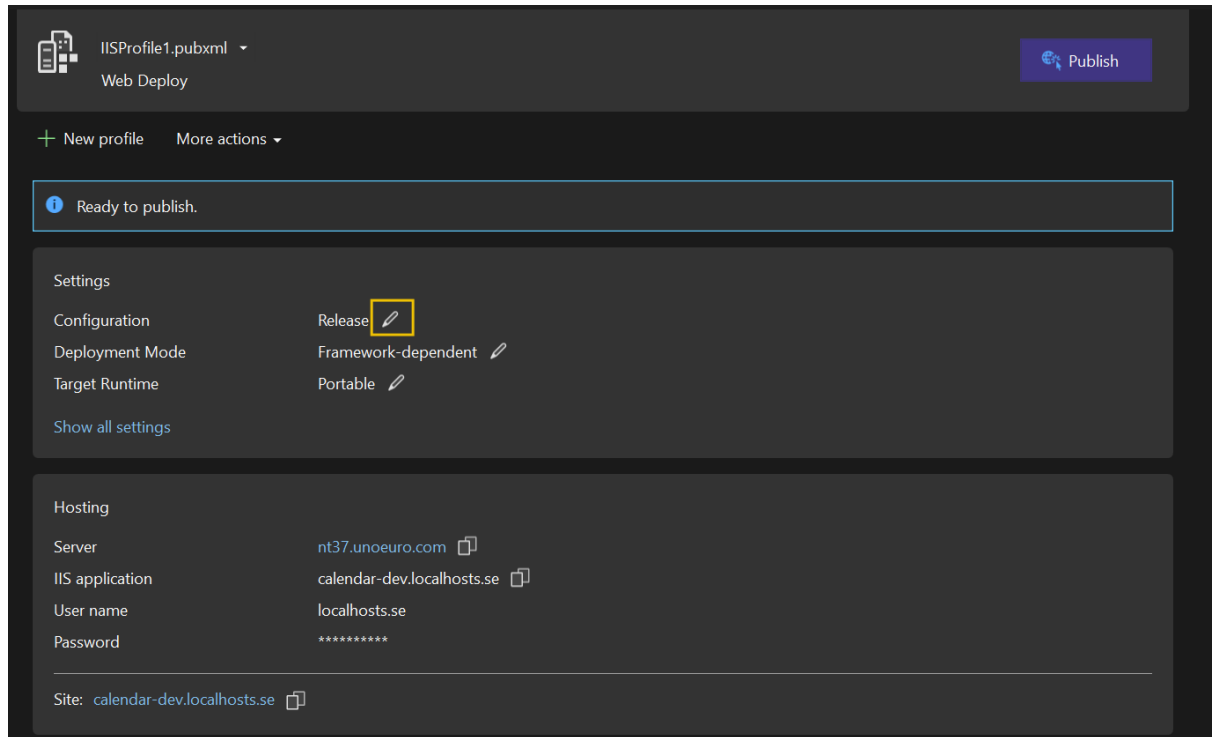 IISProfile1.pubxml
Web Deploy
Publish
New profile More actions
Ready to publish.
Settings
Configuration Release
Deployment Mode Framework-dependent
Target Runtime Portable
Show all settings
Hosting
Server nt37.unoeuro.com
IIS application calendar-dev.localhosts.se
User name localhosts.se
Password **********
Site: calendar-dev.localhosts.se